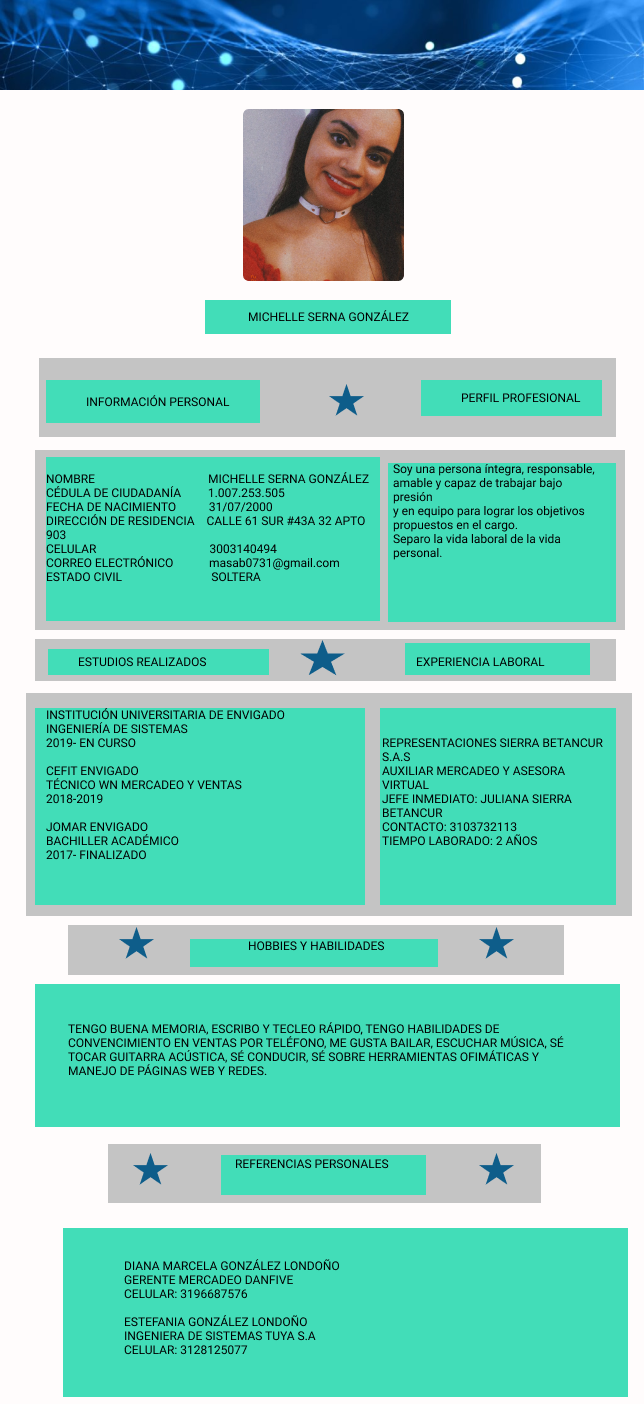 MICHELLE SERNA GONZÁLEZ
INFORMACIÓN PERSONAL
PERFIL PROFESIONAL
NOMBRE MICHELLE SERNA GONZÁLEZ
CÉDULA DE CIUDADANÍA 1.007.253.505
FECHA DE NACIMIENTO 31/07/2000
DIRECCIÓN DE RESIDENCIA CALLE 61 SUR #43A 32 APTO
903
CELULAR 3003140494
CORREO ELECTRÓNICO masab0731@gmail.com
ESTADO CIVIL SOLTERA
Soy una persona íntegra, responsable,
amable y capaz de trabajar bajo
presión
y en equipo para lograr los objetivos
propuestos en el cargo.
Separo la vida laboral de la vida
personal.
ESTUDIOS REALIZADOS
EXPERIENCIA LABORAL
INSTITUCIÓN UNIVERSITARIA DE ENVIGADO
INGENIERÍA DE SISTEMAS
2019- EN CURSO
CEFIT ENVIGADO
TÉCNICO WN MERCADEO Y VENTAS
2018-2019
JOMAR ENVIGADO
BACHILLER ACADÉMICO
2017- FINALIZADO
REPRESENTACIONES SIERRA BETANCUR
S.A.S
AUXILIAR MERCADEO Y ASESORA
VIRTUAL
JEFE INMEDIATO: JULIANA SIERRA
BETANCUR
CONTACTO: 3103732113
TIEMPO LABORADO: 2 AÑOS
HOBBIES Y HABILIDADES
TENGO BUENA MEMORIA, ESCRIBO Y TECLEO RÁPIDO, TENGO HABILIDADES DE
CONVENCIMIENTO EN VENTAS POR TELÉFONO, ME GUSTA BAILAR, ESCUCHAR MÚSICA, SÉ
TOCAR GUITARRA ACÚSTICA, SÉ CONDUCIR, SÉ SOBRE HERRAMIENTAS OFIMÁTICAS Y
MANEJO DE PÁGINAS WEB Y REDES.
REFERENCIAS PERSONALES
DIANA MARCELA GONZÁLEZ LONDOÑO
GERENTE MERCADEO DANFIVE
CELULAR: 3196687576
ESTEFANIA GONZÁLEZ LONDOÑO
INGENIERA DE SISTEMAS TUYA S.A
CELULAR: 3128125077